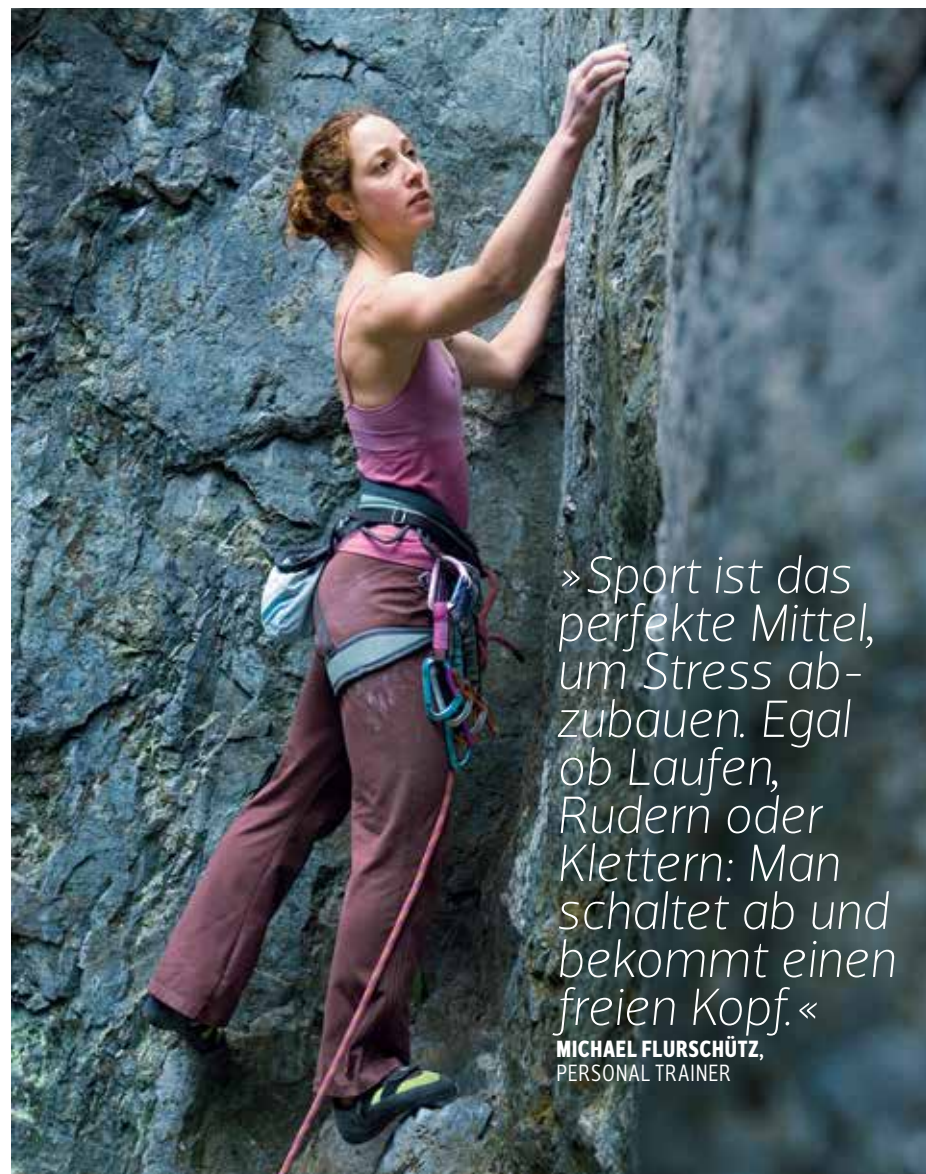 »Sport ist das
perfekte Mittel,
um Stress ab-
zubauen. Egal
ob Laufen,
Rudern oder
Klettern: Man
schaltet ab und
bekommt einen
freien Kopf.«
MICHAEL FLURSCHÜTZ,
PERSONAL TRAINER